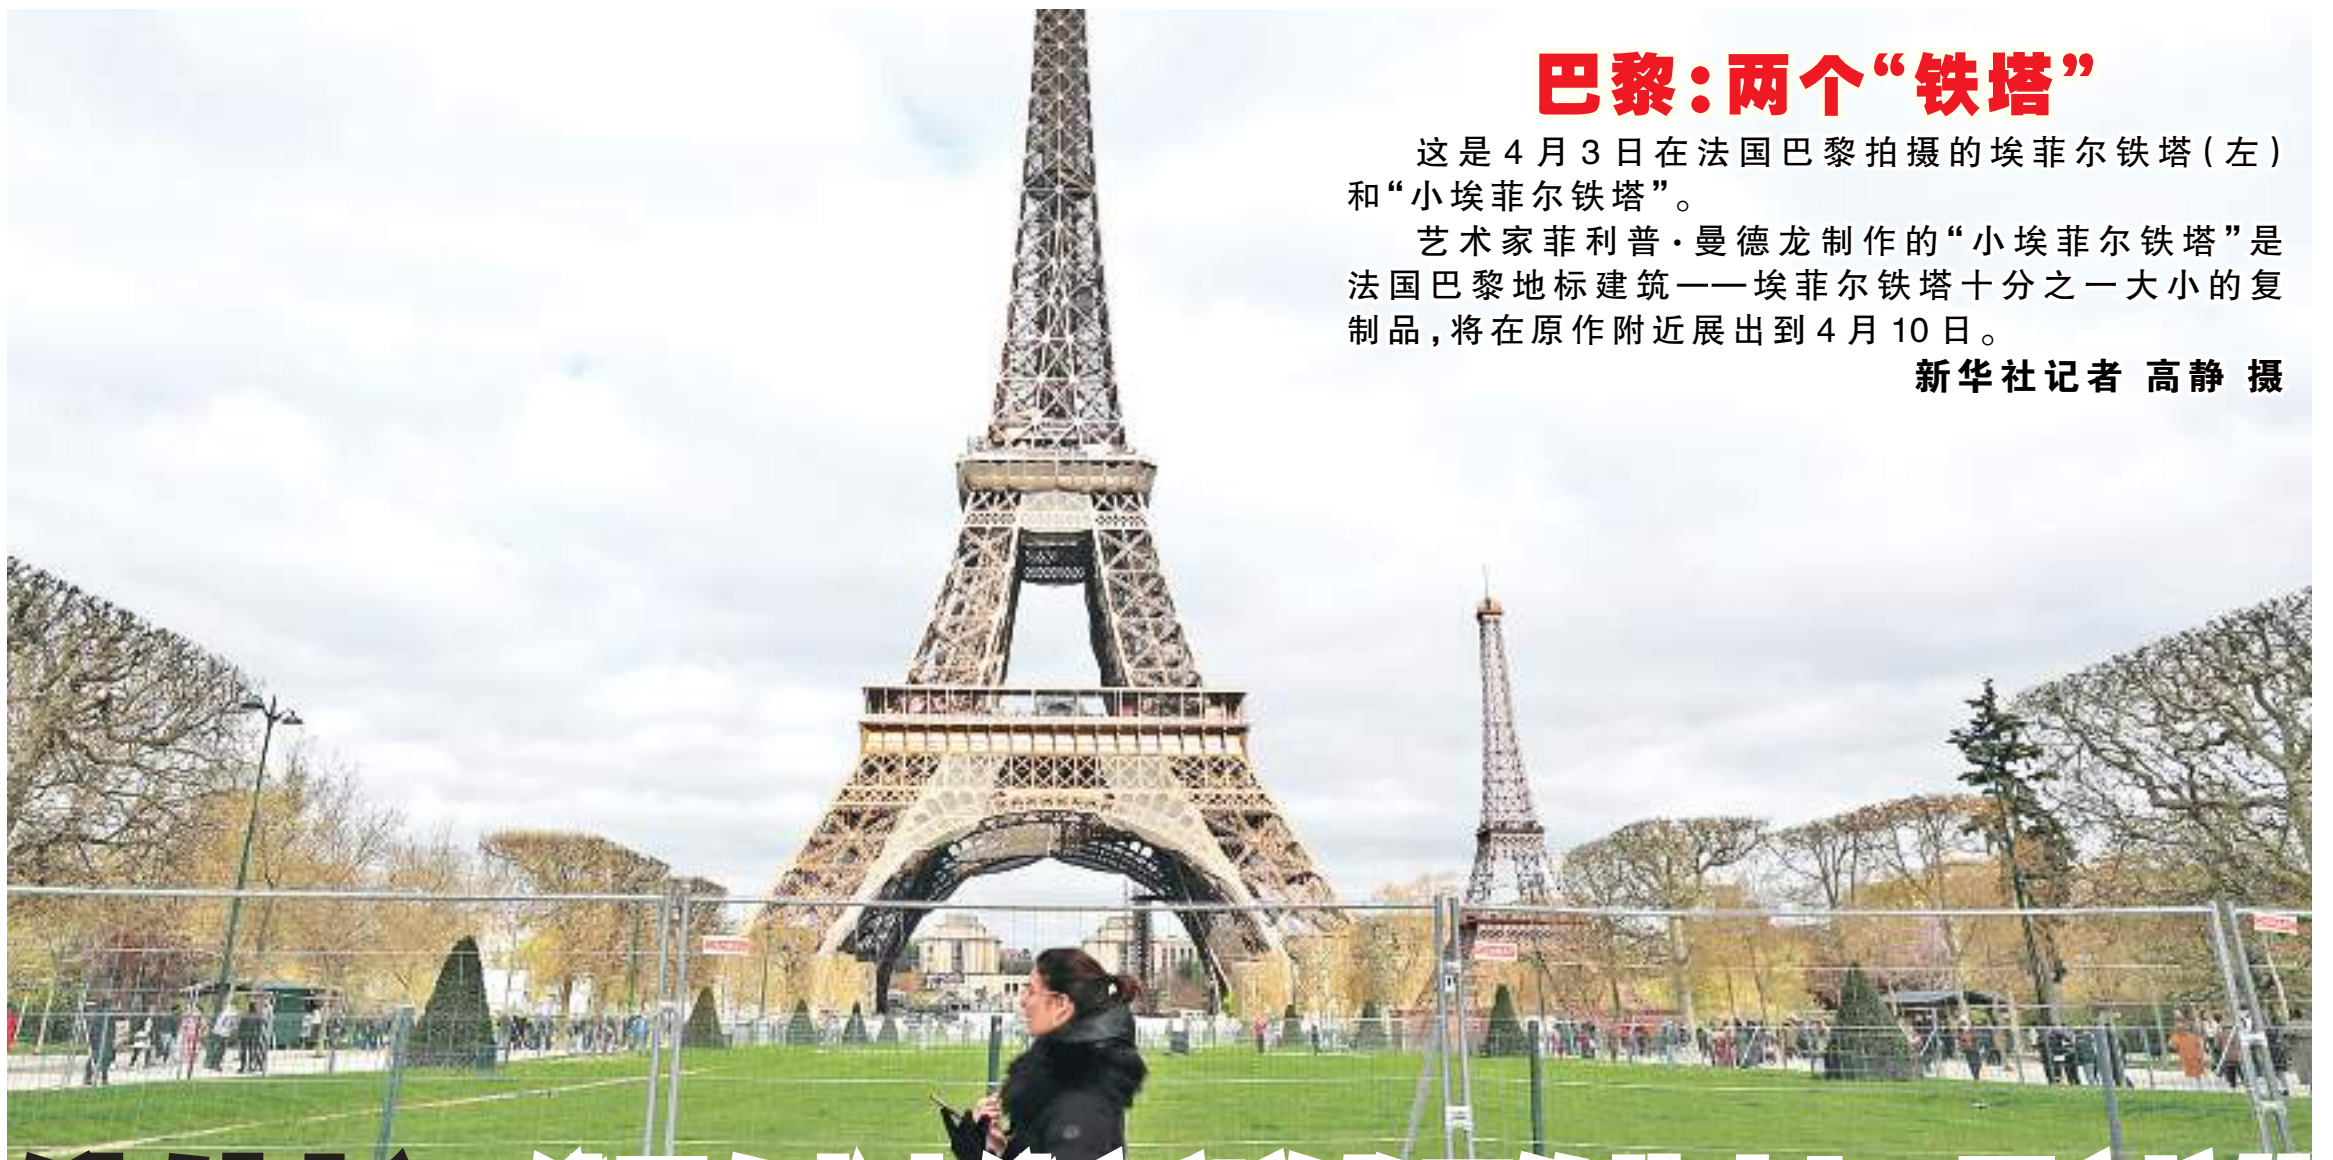 巴黎：两个“铁塔”
这是4月3日在法国巴黎拍摄的埃菲尔铁塔（左）
和“小埃菲尔铁塔”。
艺术家菲利普·曼德龙制作的“小埃菲尔铁塔”是
法国巴黎地标建筑——埃菲尔铁塔十分之一大小的复
制品，将在原作附近展出到4月10日。
新华社记者 高静 摄